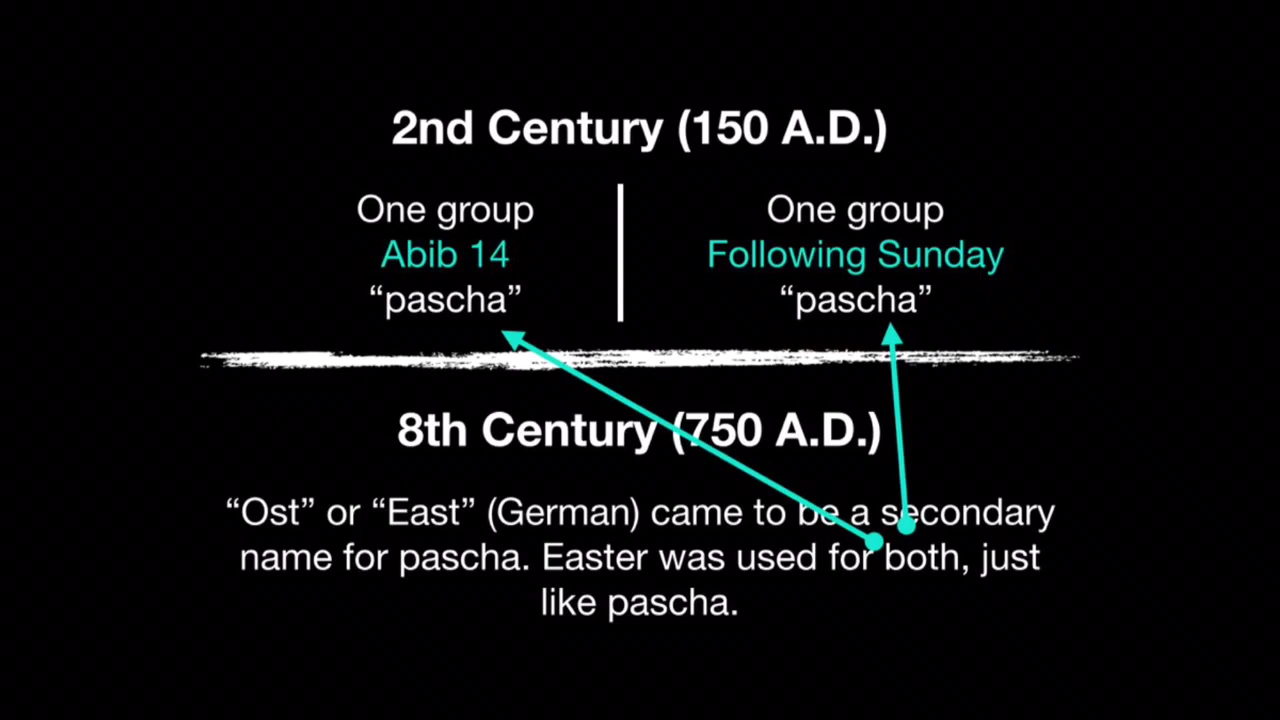 2nd Century (150 A.D.)
One group
Abib 14
“pascha”
One group
Following Sunday
“pascha”
8th Century (750 A.D.)
“Ost” or “East” (German) came to be a secondary
name for pascha. Easter was used for both, just
like pascha.